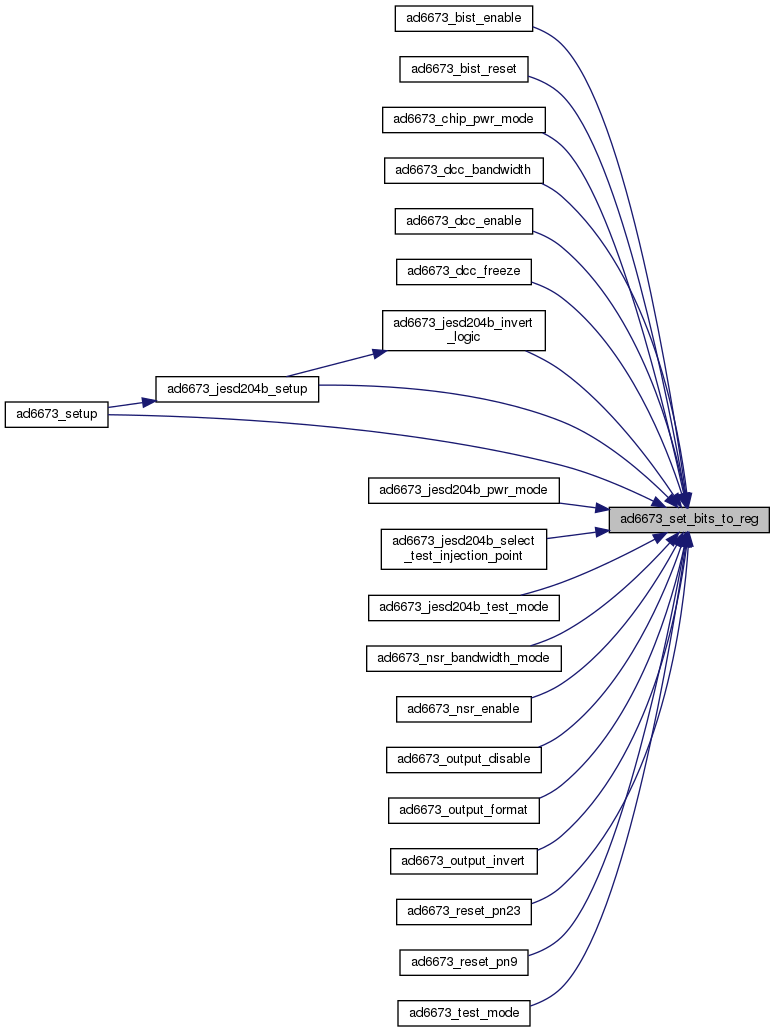 ad6673_bist_enable
ad6673_bist_reset
ad6673_chip_pwr_mode
ad6673_dcc_bandwidth
ad6673_dcc_enable
ad6673_dcc_freeze
ad6673_jesd204b_invert
_logic
ad6673_jesd204b_setup
ad6673_setup
ad6673_jesd204b_pwr_mode
ad6673_set_bits_to_reg
ad6673_jesd204b_select
_test_injection_point
ad6673_jesd204b_test_mode
ad6673_nsr_bandwidth_mode
ad6673_nsr_enable
ad6673_output_disable
ad6673_output_format
ad6673_output_invert
ad6673_reset_pn23
ad6673_reset_pn9
ad6673_test_mode